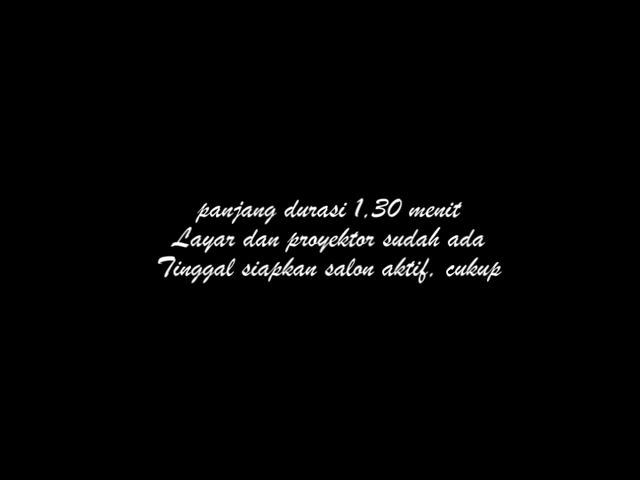 panjang durasi 1.30 menit
Layar dan proyektor sudah ada
Tinggal siapkan salon aktif. cukup